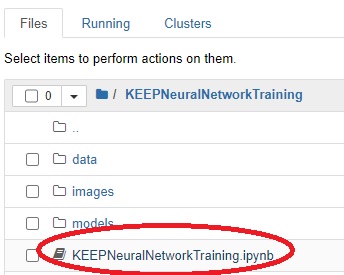 Files Running Clusters
Select items to perform actions on them.
0 / KEEPNeuralNetworkTraining
..
data
images
models
KEEPNeuralNetworkTraining.ipynb